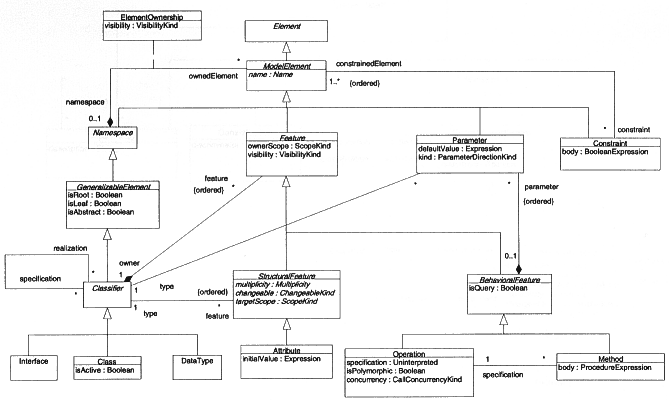 ElementOwnership
visibility : VisibilityKind
Element
ModelElement
name : Name
constrainedElement
ownedElement
*
1..*
{ordered}
namespace
0..1
Namespace
Feature
ownerScope : ScopeKind
visibility : VisibilityKind
Parameter
defaultValue : Expression
kind : ParameterDirectionKind
*
constraint
Constraint
body : BooleanExpression
GeneralizableElement
isRoot : Boolean
isLeaf : Boolean
isAbstract : Boolean
feature
{ordered}
*
*
*
parameter
{ordered}
realization
*
specification
*
owner
1
0..1
Classifier
1
type
1
type
{ordered}
*
feature
StructuralFeature
multiplicity : Multiplicity
changeable : ChangeableKind
targetScope : ScopeKind
BehavioralFeature
isQuery : Boolean
Interface
Class
isActive : Boolean
DataType
Attribute
initialValue : Expression
Operation
specification : Uninterpreted
isPolymorphic : Boolean
concurrency : CallConcurrencyKind
1
*
specification
Method
body : ProcedureExpression